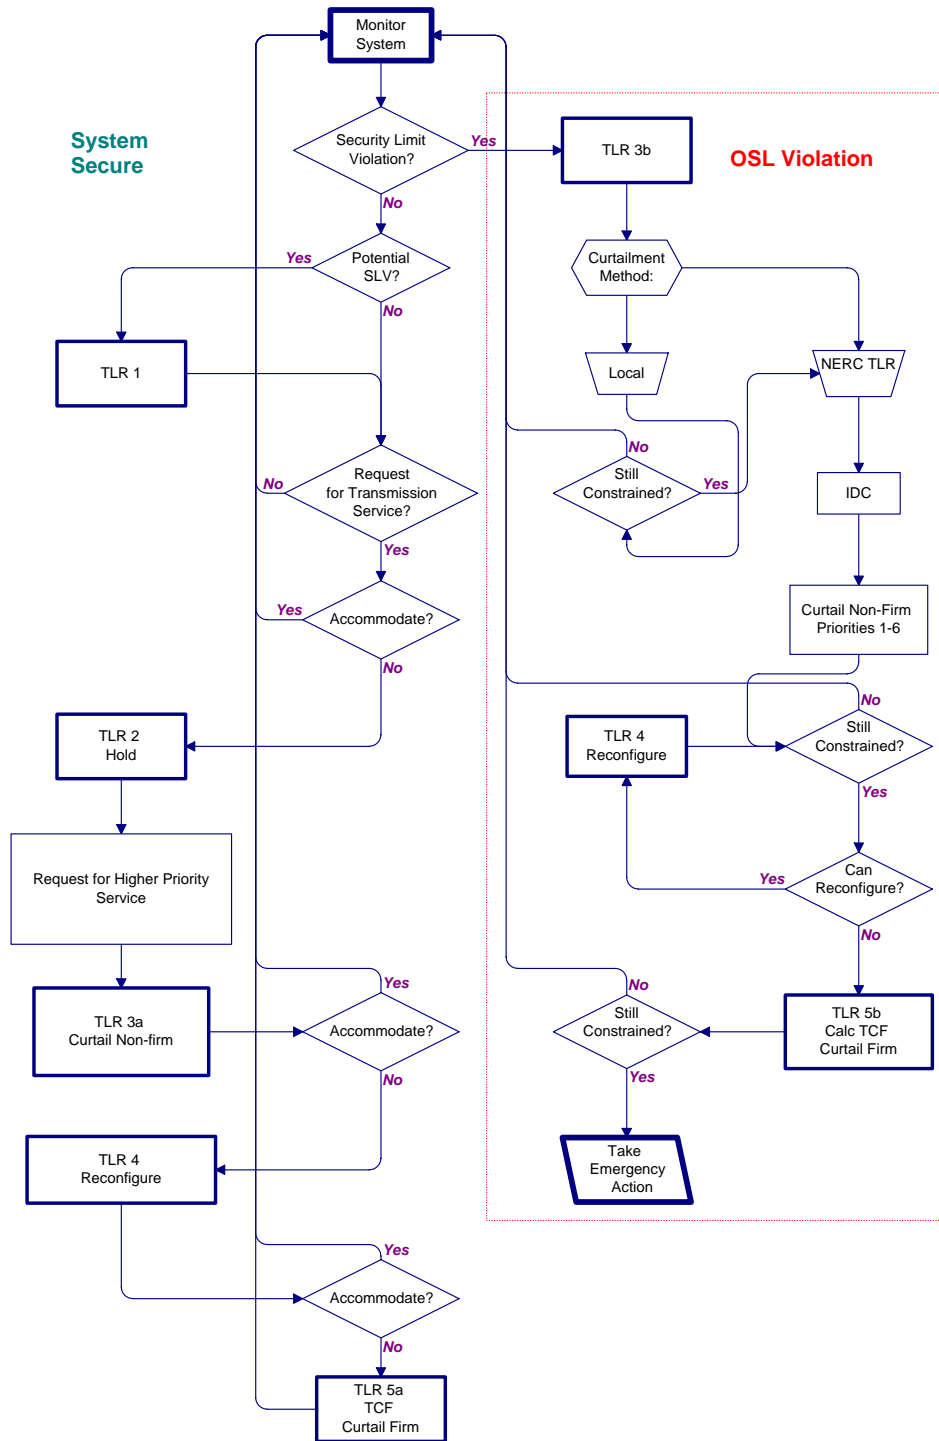 Monitor
System
System
Secure
Security Limit
Violation?
Yes
No
TLR 3b
OSL Violation
Yes
Potential
SLV?
No
Curtailment
Method:
TLR 1
Local
NERC TLR
No
Request
for Transmission
Service?
Yes
No
Still
Constrained?
Yes
IDC
Yes
Accommodate?
No
Curtail Non-Firm
Priorities 1-6
TLR 2
Hold
TLR 4
Reconfigure
No
Still
Constrained?
Yes
Request for Higher Priority
Service
Yes
Can
Reconfigure?
No
TLR 3a
Curtail Non-firm
Yes
Accommodate?
No
No
Still
Constrained?
Yes
TLR 5b
Calc TCF
Curtail Firm
TLR 4
Reconfigure
Take
Emergency
Action
Yes
Accommodate?
No
TLR 5a
TCF
Curtail Firm